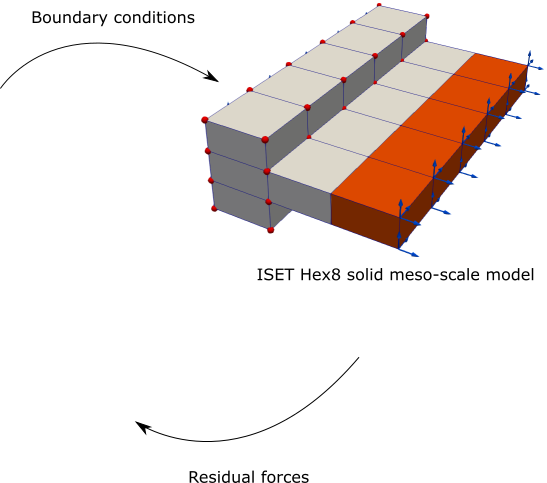 Boundary conditions
ISET Hex8 solid meso-scale model
Residual forces